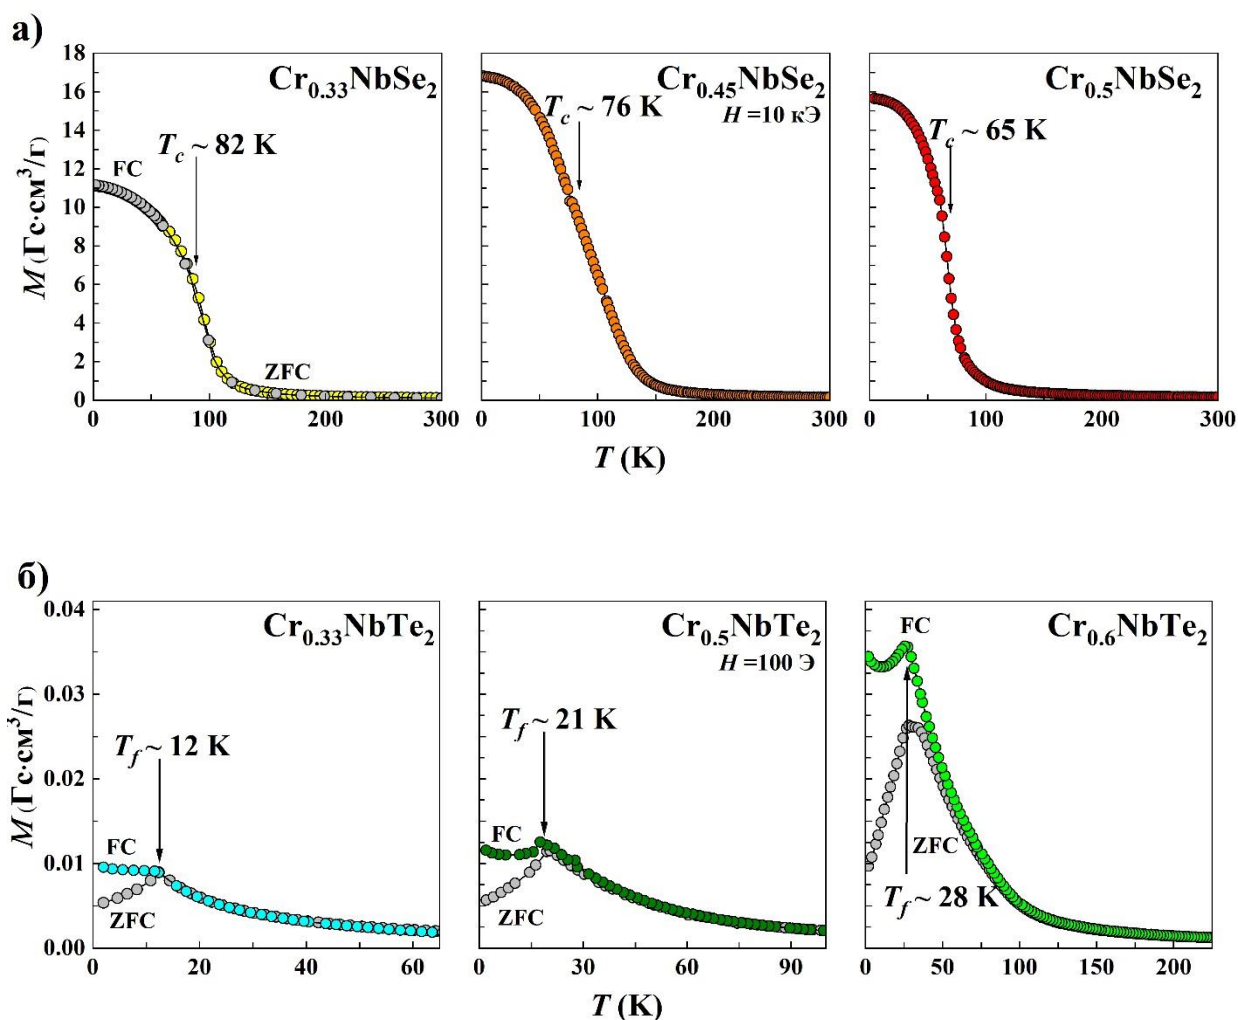 а)
Cr0.33NbSe2
Tc ~ 82 K
FC
ZFC
M (Гс·см³/г)
18
16
14
12
10
8
6
4
2
0
0 100 200 300
Cr0.45NbSe2
H =10 кЭ
Tc ~ 76 K
0 100 200 300
Cr0.5NbSe2
Tc ~ 65 K
0 100 200 300
T (K)
б)
Cr0.33NbTe2
Tf ~ 12 K
FC
ZFC
M (Гс·см³/г)
0.04
0.03
0.02
0.01
0.00
0 20 40 60
Cr0.5NbTe2
H =100 Э
Tf ~ 21 K
FC
ZFC
0 30 60 90
Cr0.6NbTe2
FC
ZFC
Tf ~ 28 K
0 50 100 150 200
T (K)